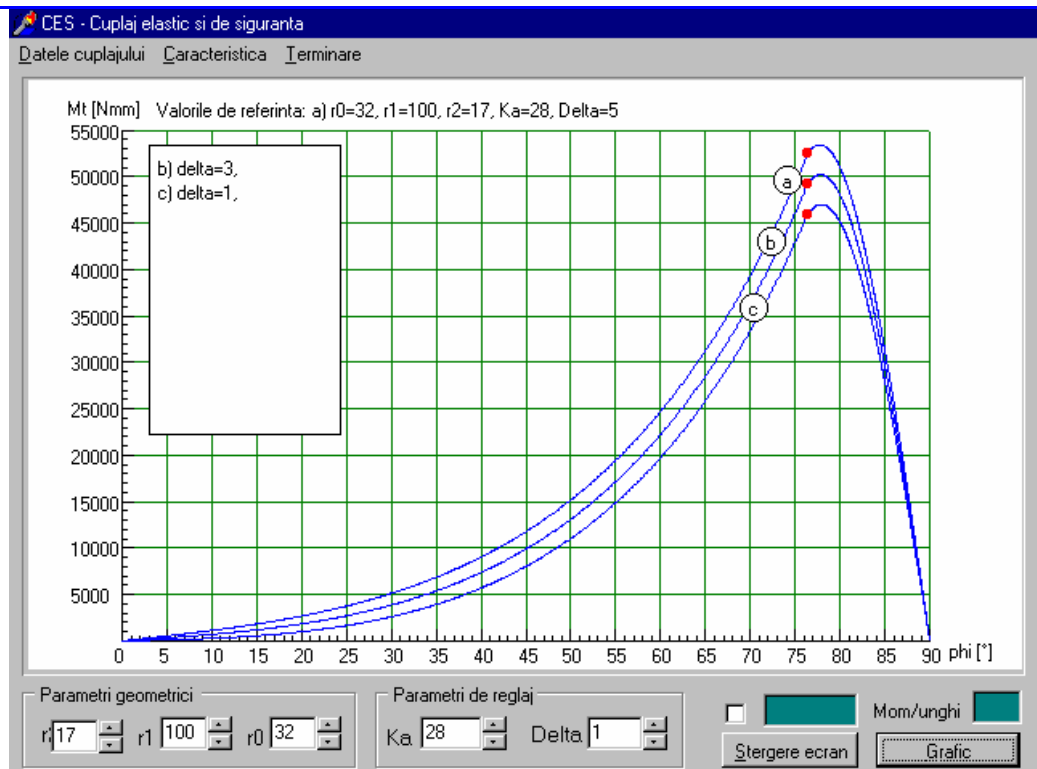 CES - Cuplaj elastic si de siguranta
Datele cuplajului Caracteristica Terminare
Mt [Nmm] Valorile de referinta: a) r0=32, r1=100, r2=17, Ka=28, Delta=5
55000
b) delta=3,
c) delta=1,
50000
a
45000
b
40000
35000
c
30000
25000
20000
15000
10000
5000
0 5 10 15 20 25 30 35 40 45 50 55 60 65 70 75 80 85 90 phi [°]
Parametri geometrici
r 17 r1 100 r0 32
Parametri de reglaj
Ka 28 Delta 1
Mom/unghi
Stergere ecran Grafic